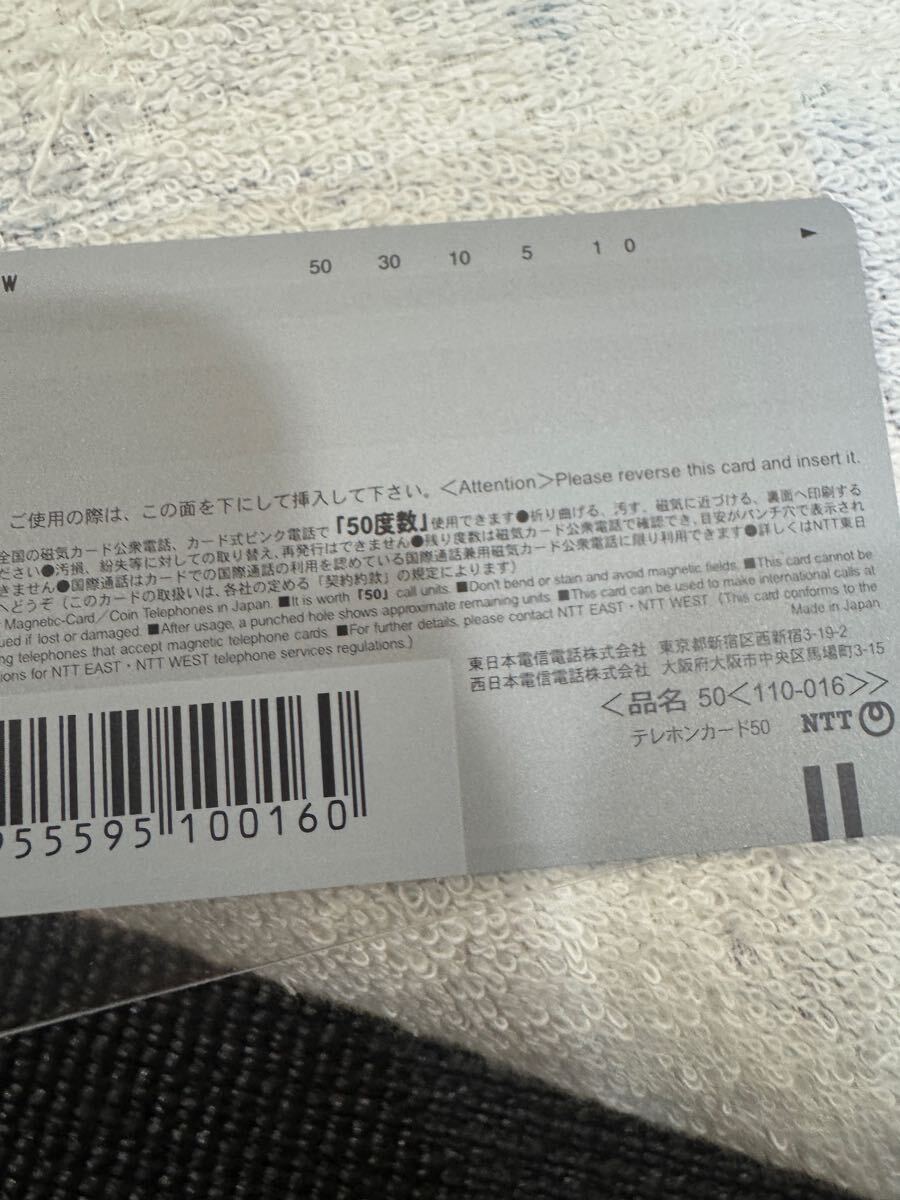 W
50 30 10 5 1 0
ご使用の際は、この面を下にして挿入して下さい。<Attention>Please reverse this card and insert it.
全国の磁気カード公衆電話、カード式ピンク電話で「50度数」使用できます●折り曲げる、汚す、磁気に近づける、裏面へ印刷する
ださい●汚損、紛失等に対しての取り替え、再発行はできません●残り度数は磁気カード公衆電話で確認でき、目安がパンチ穴で表示され
きません●国際通話はカードでの国際通話の利用を認めている国際通話兼用磁気カード公衆電話に限り利用できます●詳しくはNTT東日
へどうぞ(このカードの取扱いは、各社の定める「契約約款」の規定によります)
Magnetic-Card/Coin Telephones in Japan. ■It is worth「50」call units. ■Don't bend or stain and avoid magnetic fields. ■This card cannot be
ued if lost or damaged. ■After usage, a punched hole shows approximate remaining units. ■This card can be used to make international calls at
ng telephones that accept magnetic telephone cards. ■For further details, please contact NTT EAST・NTT WEST (This card conforms to the
ions for NTT EAST・NTT WEST telephone services regulations.)
Made in Japan
東日本電信電話株式会社 東京都新宿区西新宿3-19-2
西日本電信電話株式会社 大阪府大阪市中央区馬場町3-15
<品名 50<110-016>>
テレホンカード50 NTT
955595 100160